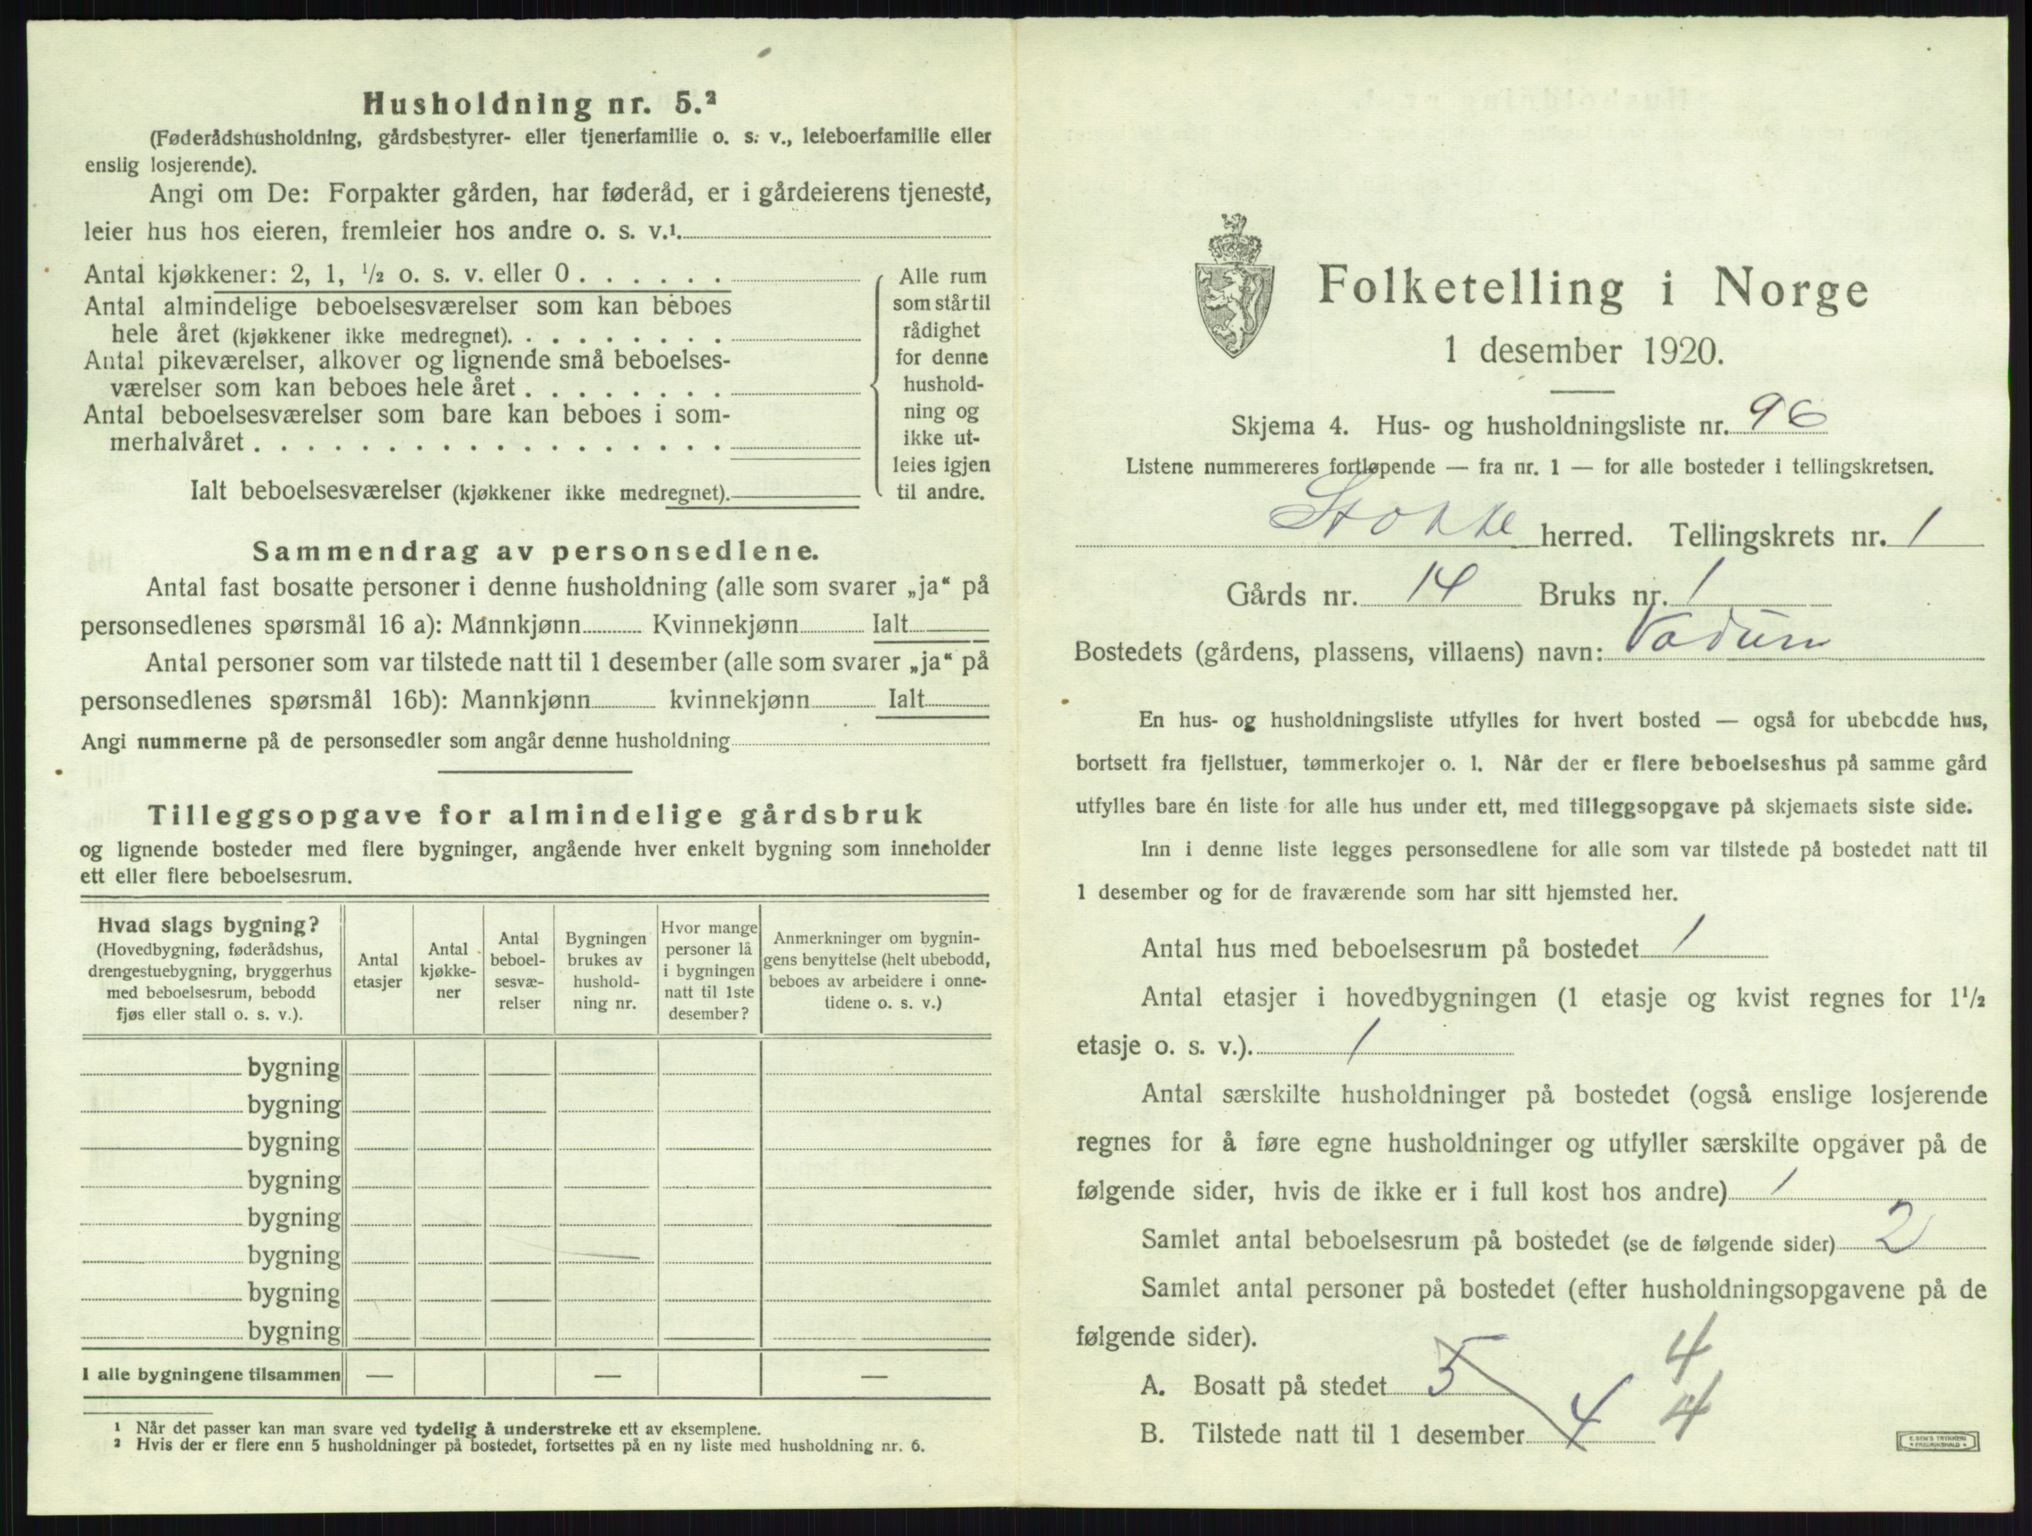 Husholdning nr. 5.²
(Føderådshusholdning, gårdsbestyrer- eller tjenerfamilie o. s. v., leieboerfamilie eller
enslig losjerende).
Angi om De: Forpakter gården, har føderåd, er i gårdeierens tjeneste,
leier hus hos eieren, fremleier hos andre o. s. v.¹
Antal kjøkkener: 2, 1, ½ o. s. v. eller 0 . . . . . .
Antal almindelige beboelsesværelser som kan beboes
hele året (kjøkkener ikke medregnet). . . . . . . . .
Antal pikeværelser, alkover og lignende små beboelses-
værelser som kan beboes hele året . . . . . . . .
Antal beboelsesværelser som bare kan beboes i som-
merhalvåret . . . . . . . . . . . . . . . . . .
Ialt beboelsesværelser (kjøkkener ikke medregnet).
Alle rum
som står til
rådighet
for denne
hushold-
ning og
ikke ut-
leies igjen
til andre.
Sammendrag av personsedlene.
Antal fast bosatte personer i denne husholdning (alle som svarer „ja“ på
personsedlenes spørsmål 16 a): Mannkjønn Kvinnekjønn Ialt
Antal personer som var tilstede natt til 1 desember (alle som svarer „ja“ på
personsedlenes spørsmål 16b): Mannkjønn kvinnekjønn Ialt
Angi nummerne på de personsedler som angår denne husholdning
Tilleggsopgave for almindelige gårdsbruk
og lignende bosteder med flere bygninger, angående hver enkelt bygning som inneholder
ett eller flere beboelsesrum.
Hvad slags bygning?
(Hovedbygning, føderådshus,
drengestuebygning, bryggerhus
med beboelsesrum, bebodd
fjøs eller stall o. s. v.).
Antal
etasjer
Antal
kjøkke-
ner
Antal
beboel-
sesvæ-
relser
Bygningen
brukes av
hushold-
ning nr.
Hvor mange
personer lå
i bygningen
natt til 1ste
desember?
Anmerkninger om bygnin-
gens benyttelse (helt ubebodd,
beboes av arbeidere i onne-
tidene o. s. v.)
bygning
bygning
bygning
bygning
bygning
bygning
bygning
bygning
I alle bygningene tilsammen — — —
¹ Når det passer kan man svare ved tydelig å understreke ett av eksemplene.
² Hvis der er flere enn 5 husholdninger på bostedet, fortsettes på en ny liste med husholdning nr. 6.
Folketelling i Norge
1 desember 1920.
Skjema 4. Hus- og husholdningsliste nr. 96
Listene nummereres fortløpende — fra nr. 1 — for alle bosteder i tellingskretsen.
Stokke herred. Tellingskrets nr. 1
Gårds nr. 14 Bruks nr. 1
Bostedets (gårdens, plassens, villaens) navn: Vadum
En hus- og husholdningsliste utfylles for hvert bosted — også for ubebodde hus,
bortsett fra fjellstuer, tømmerkojer o. l. Når der er flere beboelseshus på samme gård
utfylles bare én liste for alle hus under ett, med tilleggsopgave på skjemaets siste side.
Inn i denne liste legges personsedlene for alle som var tilstede på bostedet natt til
1 desember og for de fraværende som har sitt hjemsted her.
Antal hus med beboelsesrum på bostedet 1
Antal etasjer i hovedbygningen (1 etasje og kvist regnes for 1½
etasje o. s. v.). 1
Antal særskilte husholdninger på bostedet (også enslige losjerende
regnes for å føre egne husholdninger og utfyller særskilte opgaver på de
følgende sider, hvis de ikke er i full kost hos andre) 1
Samlet antal beboelsesrum på bostedet (se de følgende sider) 2
Samlet antal personer på bostedet (efter husholdningsopgavene på de
følgende sider).
A. Bosatt på stedet 5 4
B. Tilstede natt til 1 desember 4 4